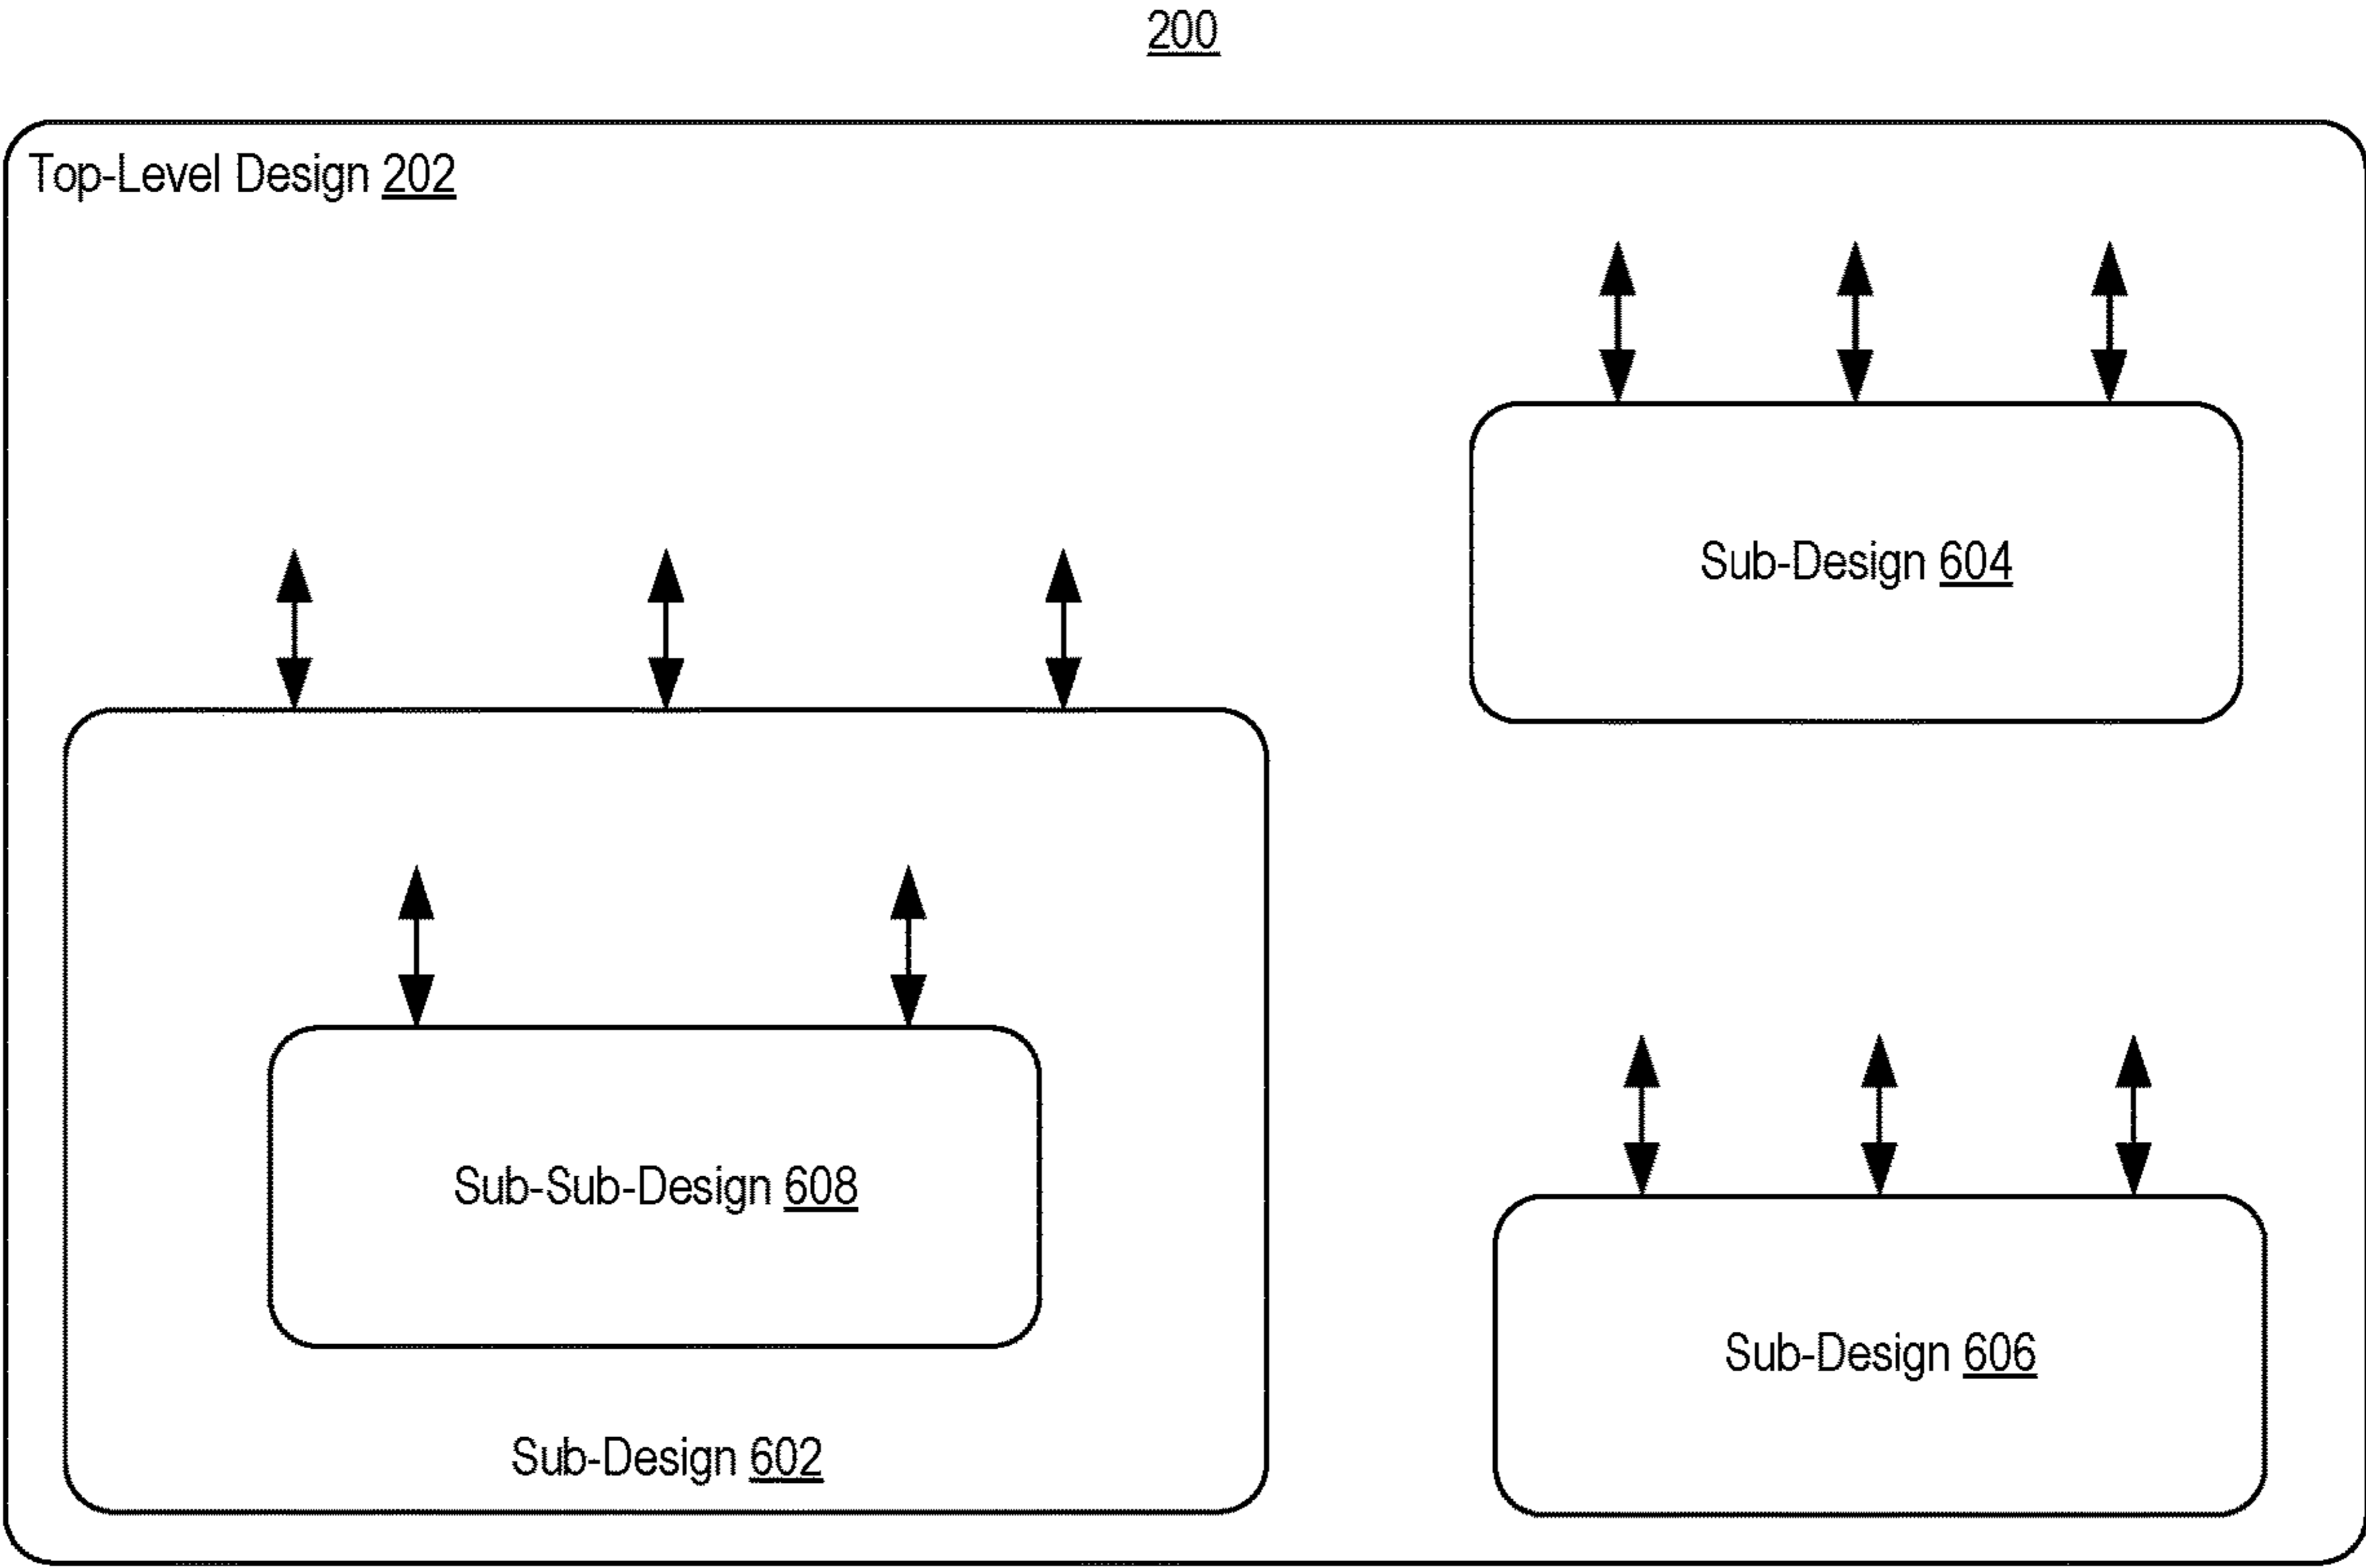 200
Top-Level Design 202
Sub-Design 604
Sub-Sub-Design 608
Sub-Design 606
Sub-Design 602